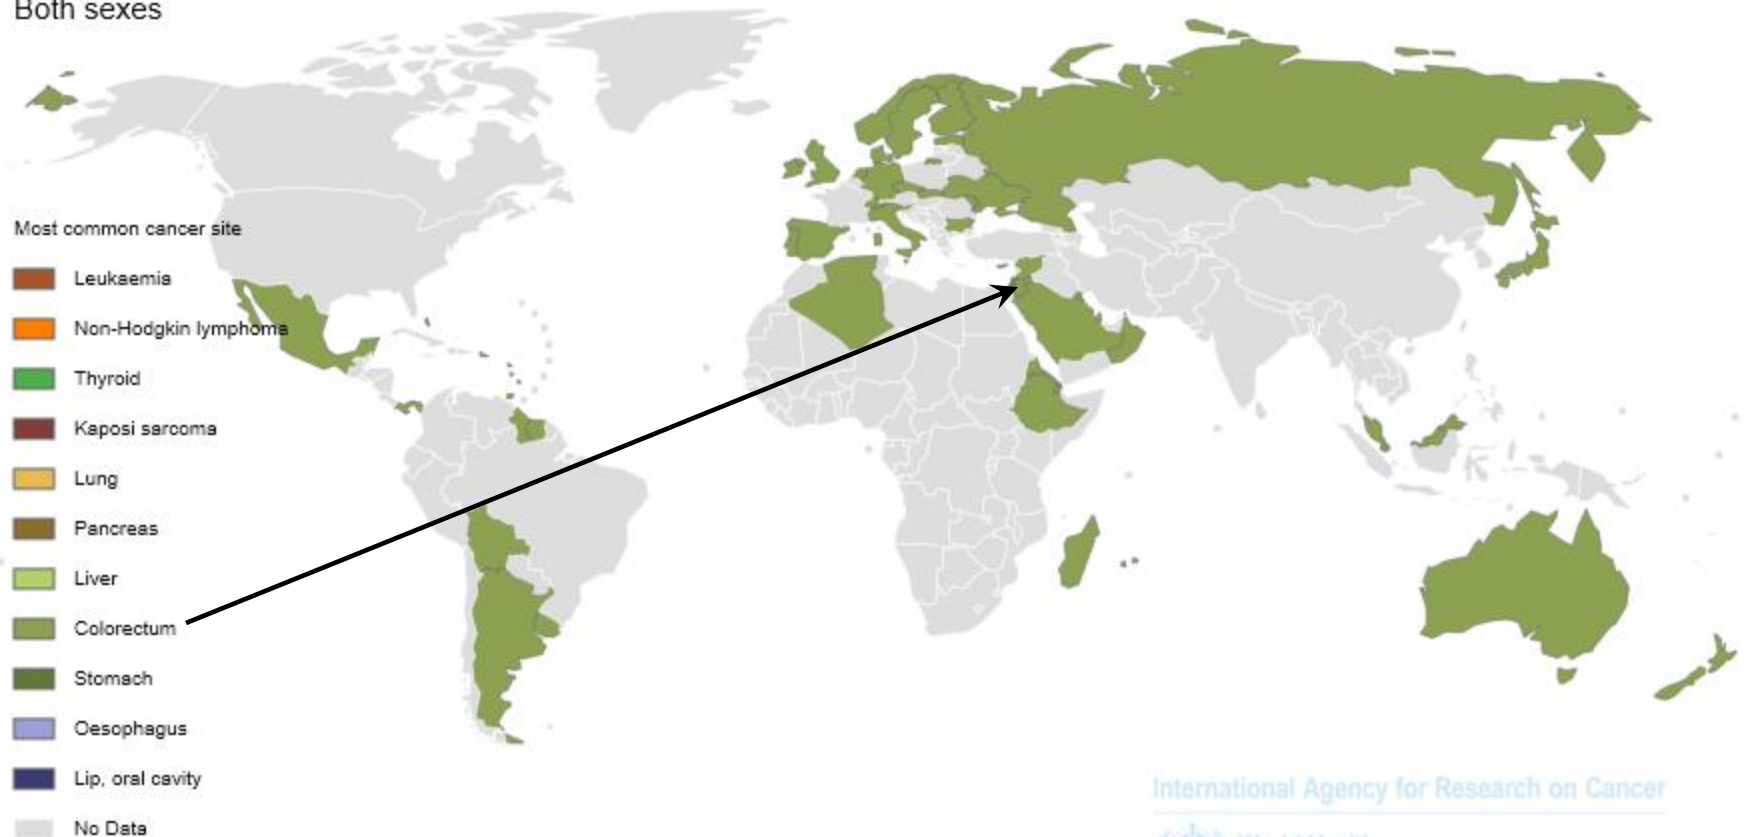 Both sexes
Most common cancer site
Leukaemia
Non-Hodgkin lymphoma
Thyroid
Kaposi sarcoma
Lung
Pancreas
Liver
Colorectum
Stomach
Oesophagus
Lip, oral cavity
No Data
International Agency for Research on Cancer